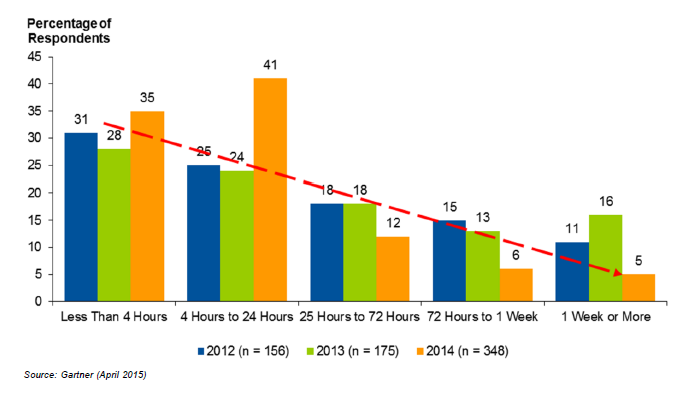 Percentage of
Respondents
45
40
35
30
25
20
15
10
5
0
31
28
35
25
24
41
18
18
12
15
13
6
11
16
5
Less Than 4 Hours
4 Hours to 24 Hours
25 Hours to 72 Hours
72 Hours to 1 Week
1 Week or More
2012 (n = 156)
2013 (n = 175)
2014 (n = 348)
Source: Gartner (April 2015)